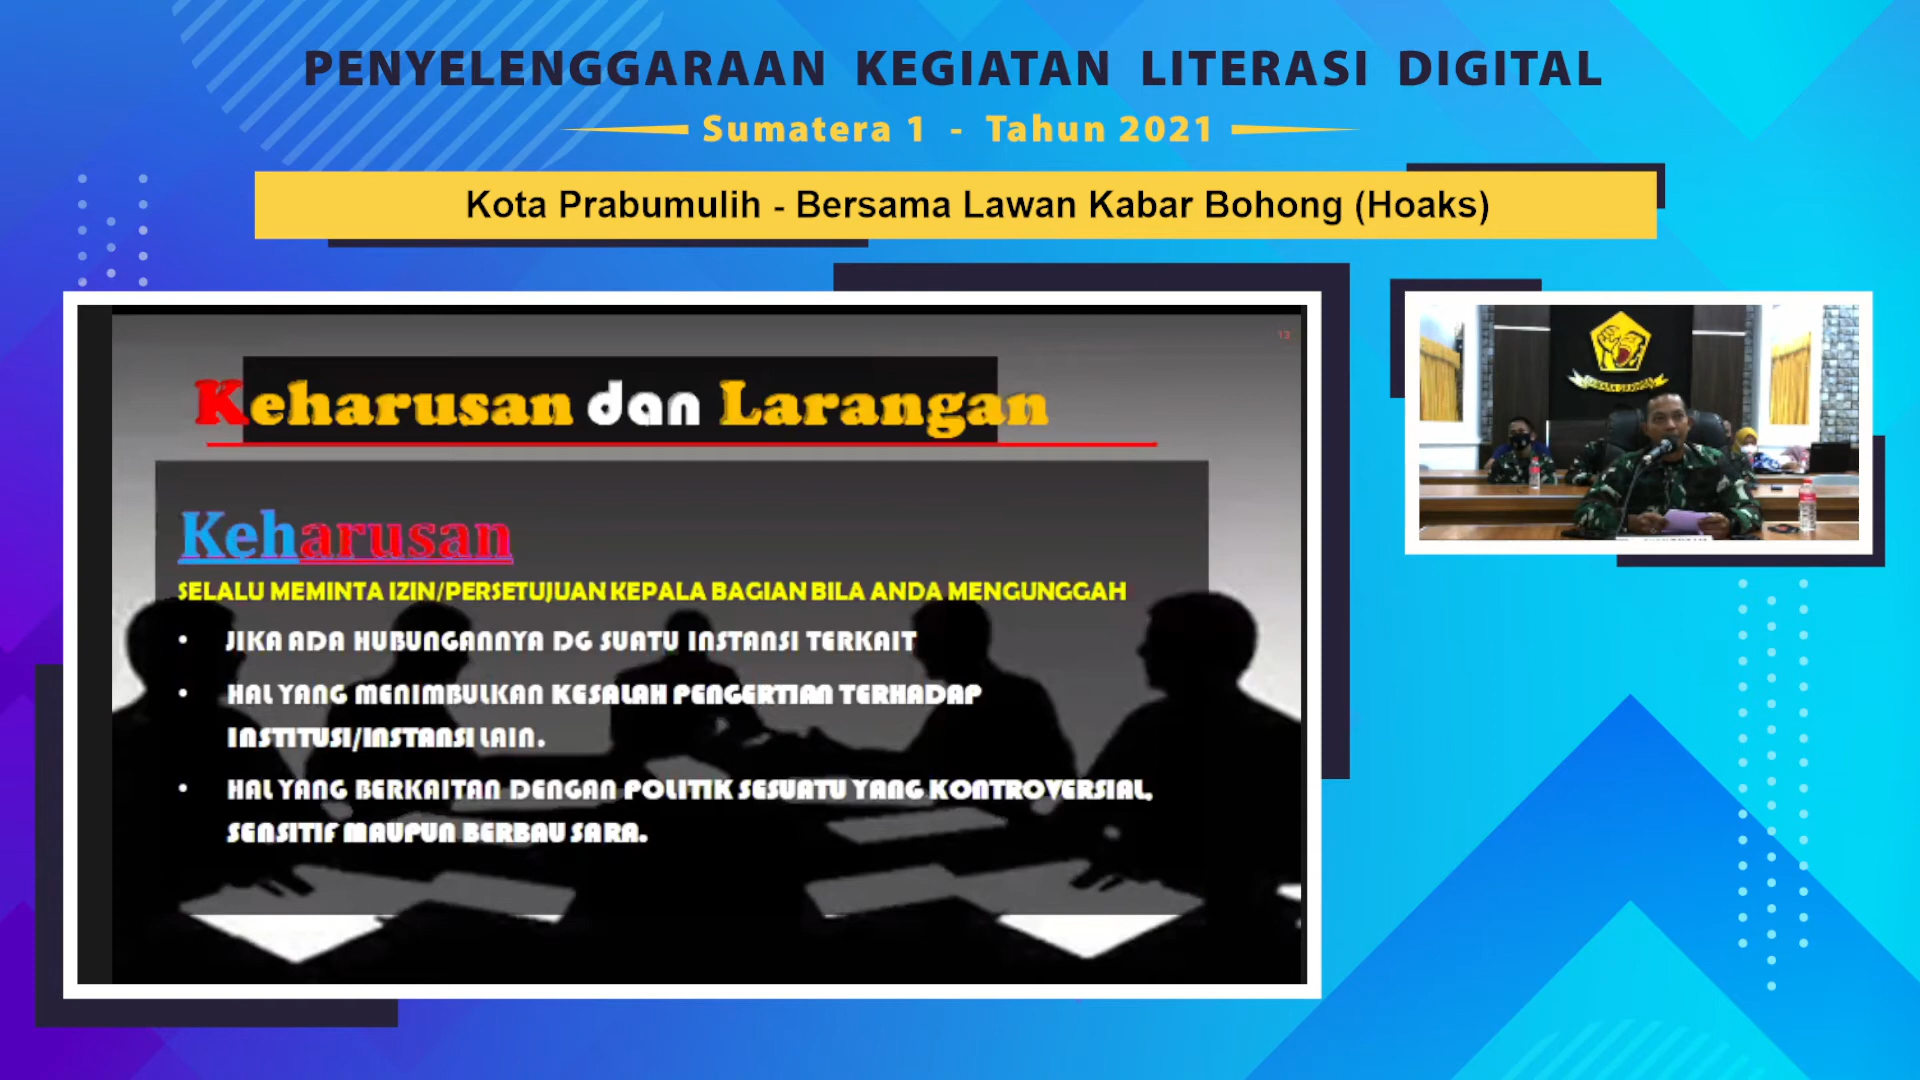 PENYELENGGARAAN KEGIATAN LITERASI DIGITAL
Sumatera 1 - Tahun 2021
Kota Prabumulih - Bersama Lawan Kabar Bohong (Hoaks)
13
Keharusan dan Larangan
Keharusan
SELALU MEMINTA IZIN/PERSETUJUAN KEPALA BAGIAN BILA ANDA MENGUNGGAH
• JIKA ADA HUBUNGANNYA DG SUATU INSTANSI TERKAIT
• HAL YANG MENIMBULKAN KESALAH PENGERTIAN TERHADAP
INSTITUSI/INSTANSI LAIN.
• HAL YANG BERKAITAN DENGAN POLITIK SESUATU YANG KONTROVERSIAL,
SENSITIF MAUPUN BERBAU SARA.